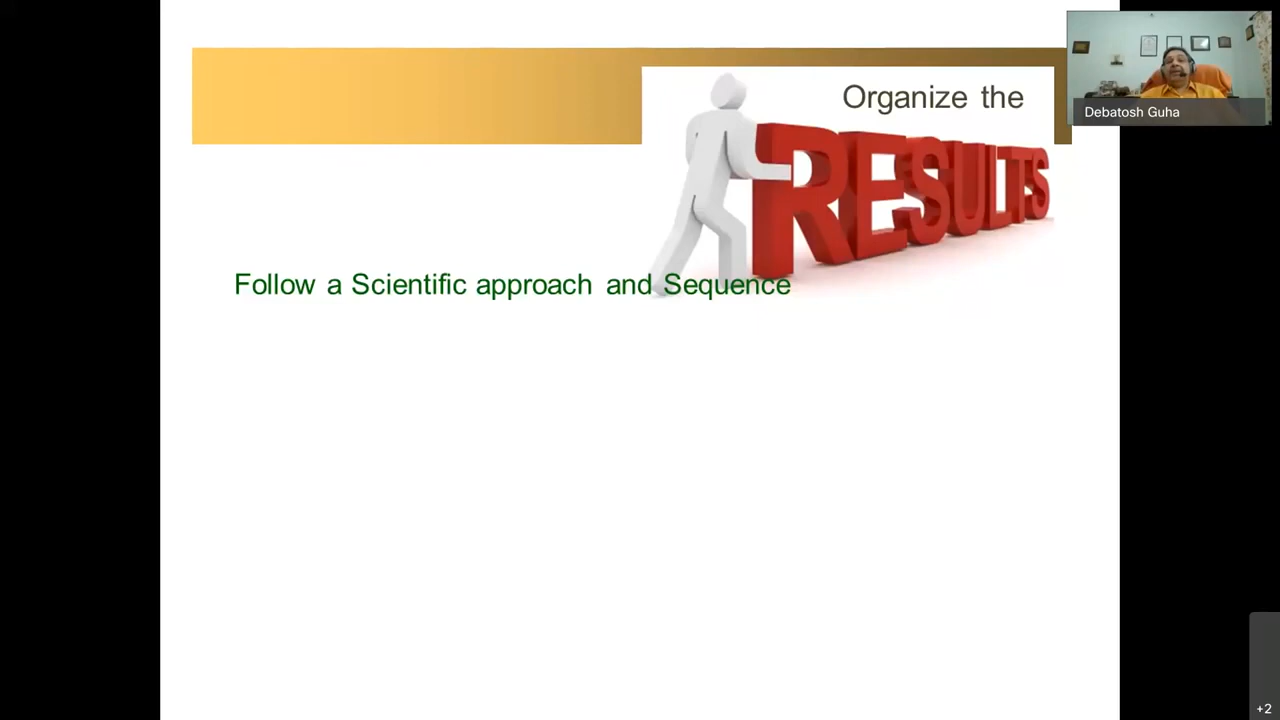 Organize the
RESULTS
Debatosh Guha
Follow a Scientific approach and Sequence
+2